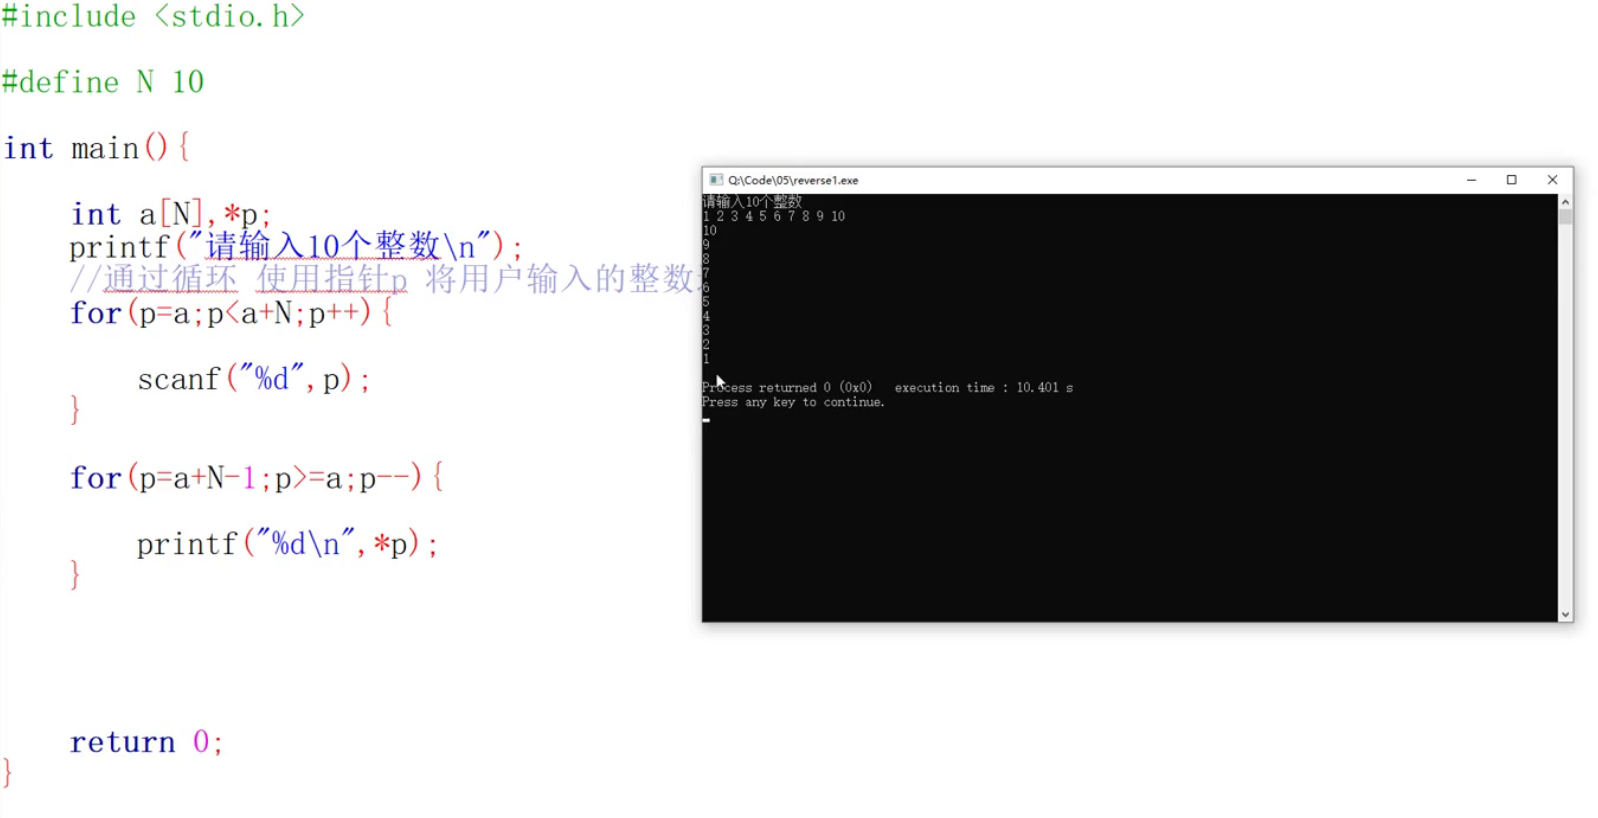 #include <stdio.h>
#define N 10
int main(){
int a[N],*p;
printf("请输入10个整数\n");
//通过循环 使用指针p 将用户输入的整数
for(p=a;p<a+N;p++){
scanf("%d",p);
}
for(p=a+N-1;p>=a;p--){
printf("%d\n",*p);
}
return 0;
}
Q:\Code\05\reverse1.exe
请输入10个整数
1 2 3 4 5 6 7 8 9 10
10
9
8
7
6
5
4
3
2
1
Process returned 0 (0x0)   execution time : 10.401 s
Press any key to continue.